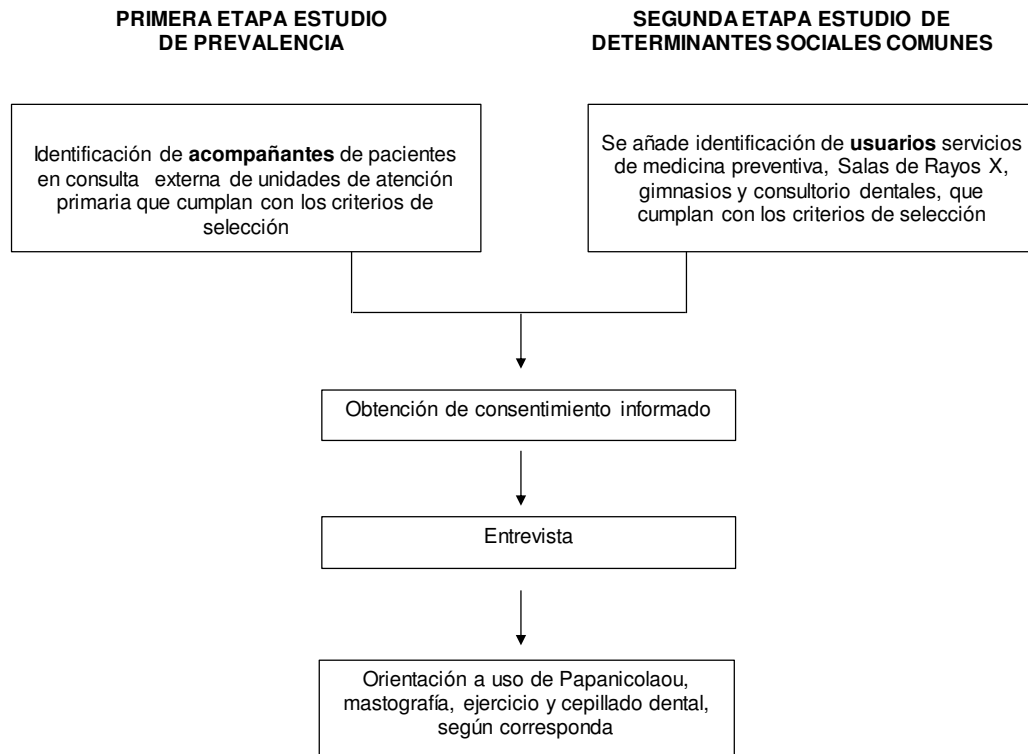 PRIMERA ETAPA ESTUDIO
DE PREVALENCIA
SEGUNDA ETAPA ESTUDIO DE
DETERMINANTES SOCIALES COMUNES
Identificación de acompañantes de pacientes
en consulta externa de unidades de atención
primaria que cumplan con los criterios de
selección
Se añade identificación de usuarios servicios
de medicina preventiva, Salas de Rayos X,
gimnasios y consultorio dentales, que
cumplan con los criterios de selección
Obtención de consentimiento informado
Entrevista
Orientación a uso de Papanicolaou,
mastografía, ejercicio y cepillado dental,
según corresponda